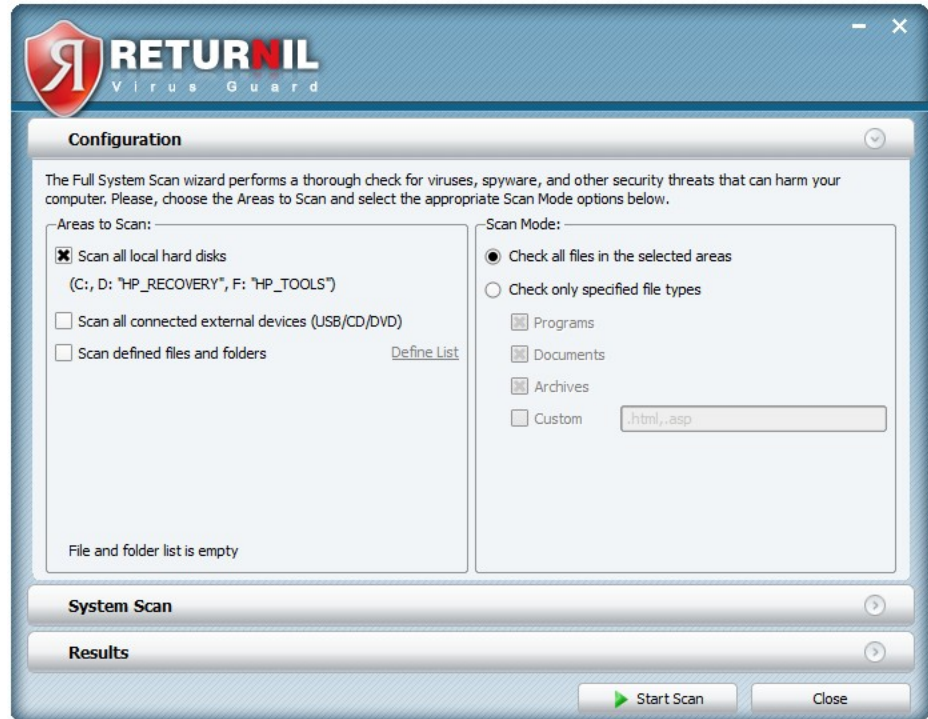 RETURNIL
Virus Guard
Configuration
The Full System Scan wizard performs a thorough check for viruses, spyware, and other security threats that can harm your
computer. Please, choose the Areas to Scan and select the appropriate Scan Mode options below.
Areas to Scan:
Scan all local hard disks
(C:, D: "HP_RECOVERY", F: "HP_TOOLS")
Scan all connected external devices (USB/CD/DVD)
Scan defined files and folders
Define List
File and folder list is empty
Scan Mode:
Check all files in the selected areas
Check only specified file types
Programs
Documents
Archives
Custom
.html,.asp
System Scan
Results
Start Scan
Close